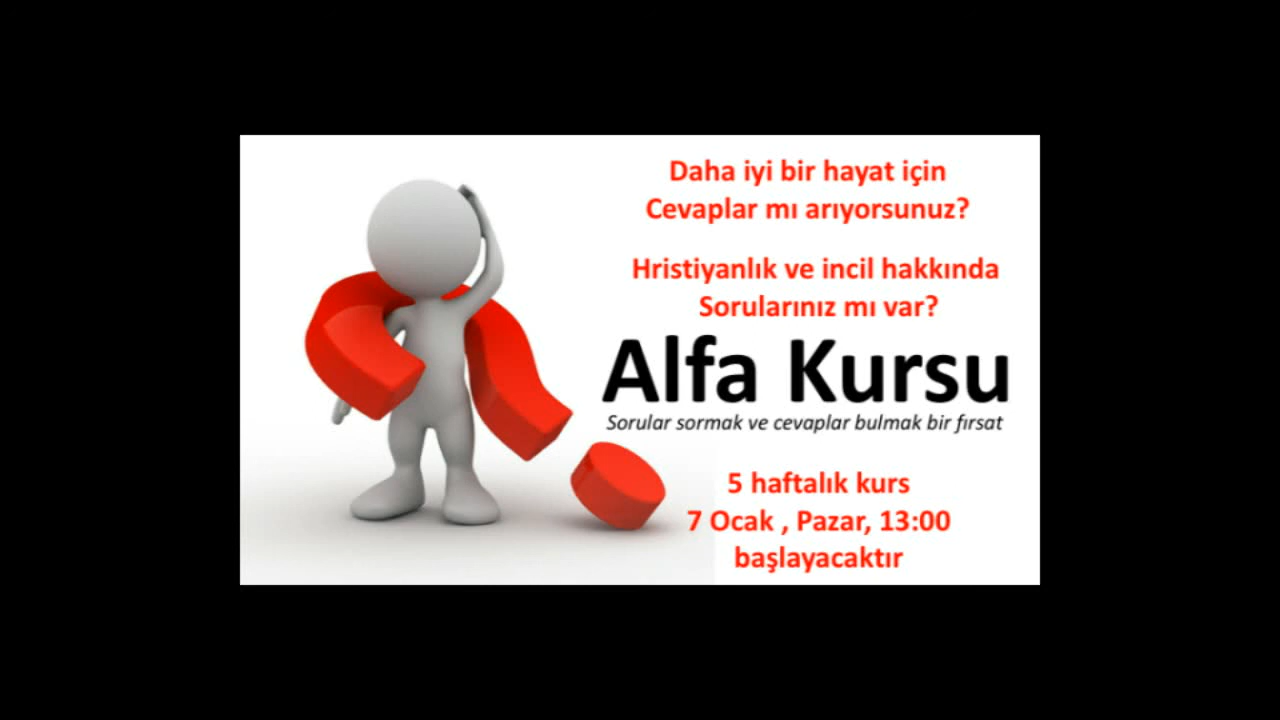 Daha iyi bir hayat için
Cevaplar mı arıyorsunuz?
Hristiyanlık ve incil hakkında
Sorularınız mı var?
Alfa Kursu
Sorular sormak ve cevaplar bulmak bir fırsat
5 haftalık kurs
7 Ocak , Pazar, 13:00
başlayacaktır